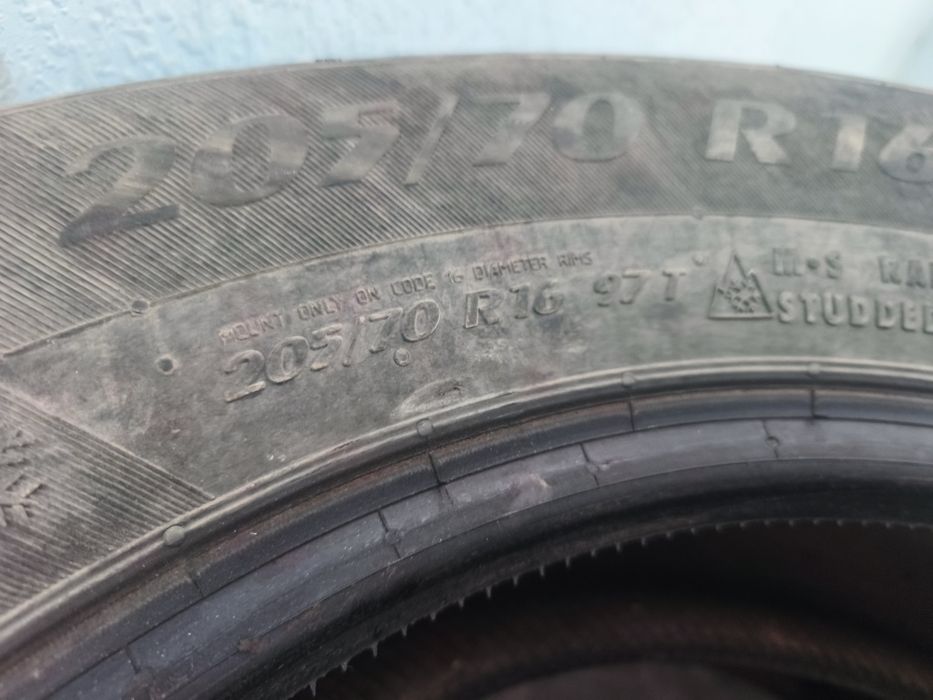 205/70 R16
MOUNT ONLY ON CODE 16 DIAMETER RIMS
205/70 R16 97T
M+S
STUDDED